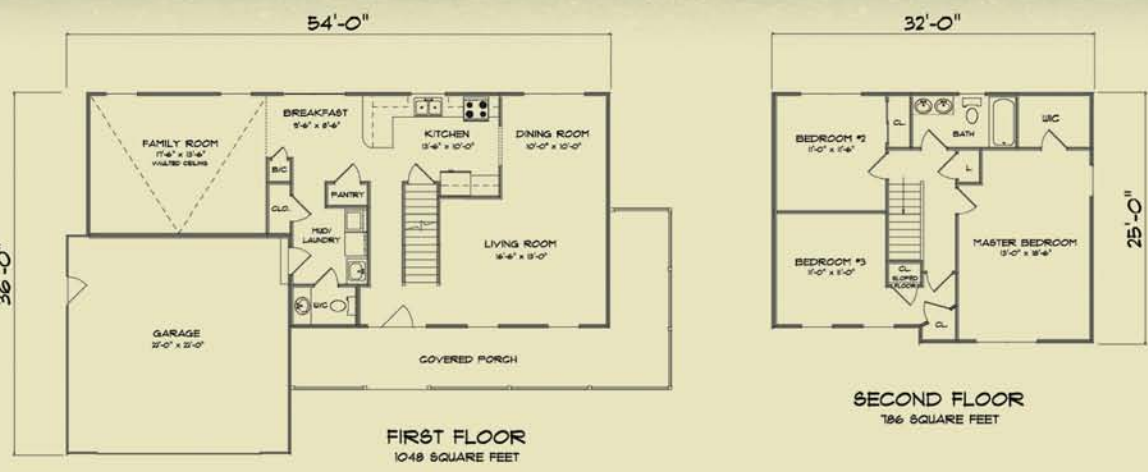 54'-0"
36'-0"
FAMILY ROOM
17'-6" x 13'-6"
VAULTED CEILING
BREAKFAST
9'-6" x 8'-6"
KITCHEN
13'-6" x 10'-0"
DINING ROOM
10'-0" x 10'-0"
B/C
PANTRY
CLO.
MUD/
LAUNDRY
LIVING ROOM
16'-6" x 13'-0"
W/C
GARAGE
22'-0" x 22'-0"
COVERED PORCH
FIRST FLOOR
1048 SQUARE FEET
32'-0"
25'-0"
BEDROOM #2
11'-0" x 11'-6"
CL
BATH
WIC
L
MASTER BEDROOM
13'-0" x 18'-6"
BEDROOM #3
11'-0" x 11'-0"
CL
SLOPED
FLOOR
CL
SECOND FLOOR
786 SQUARE FEET